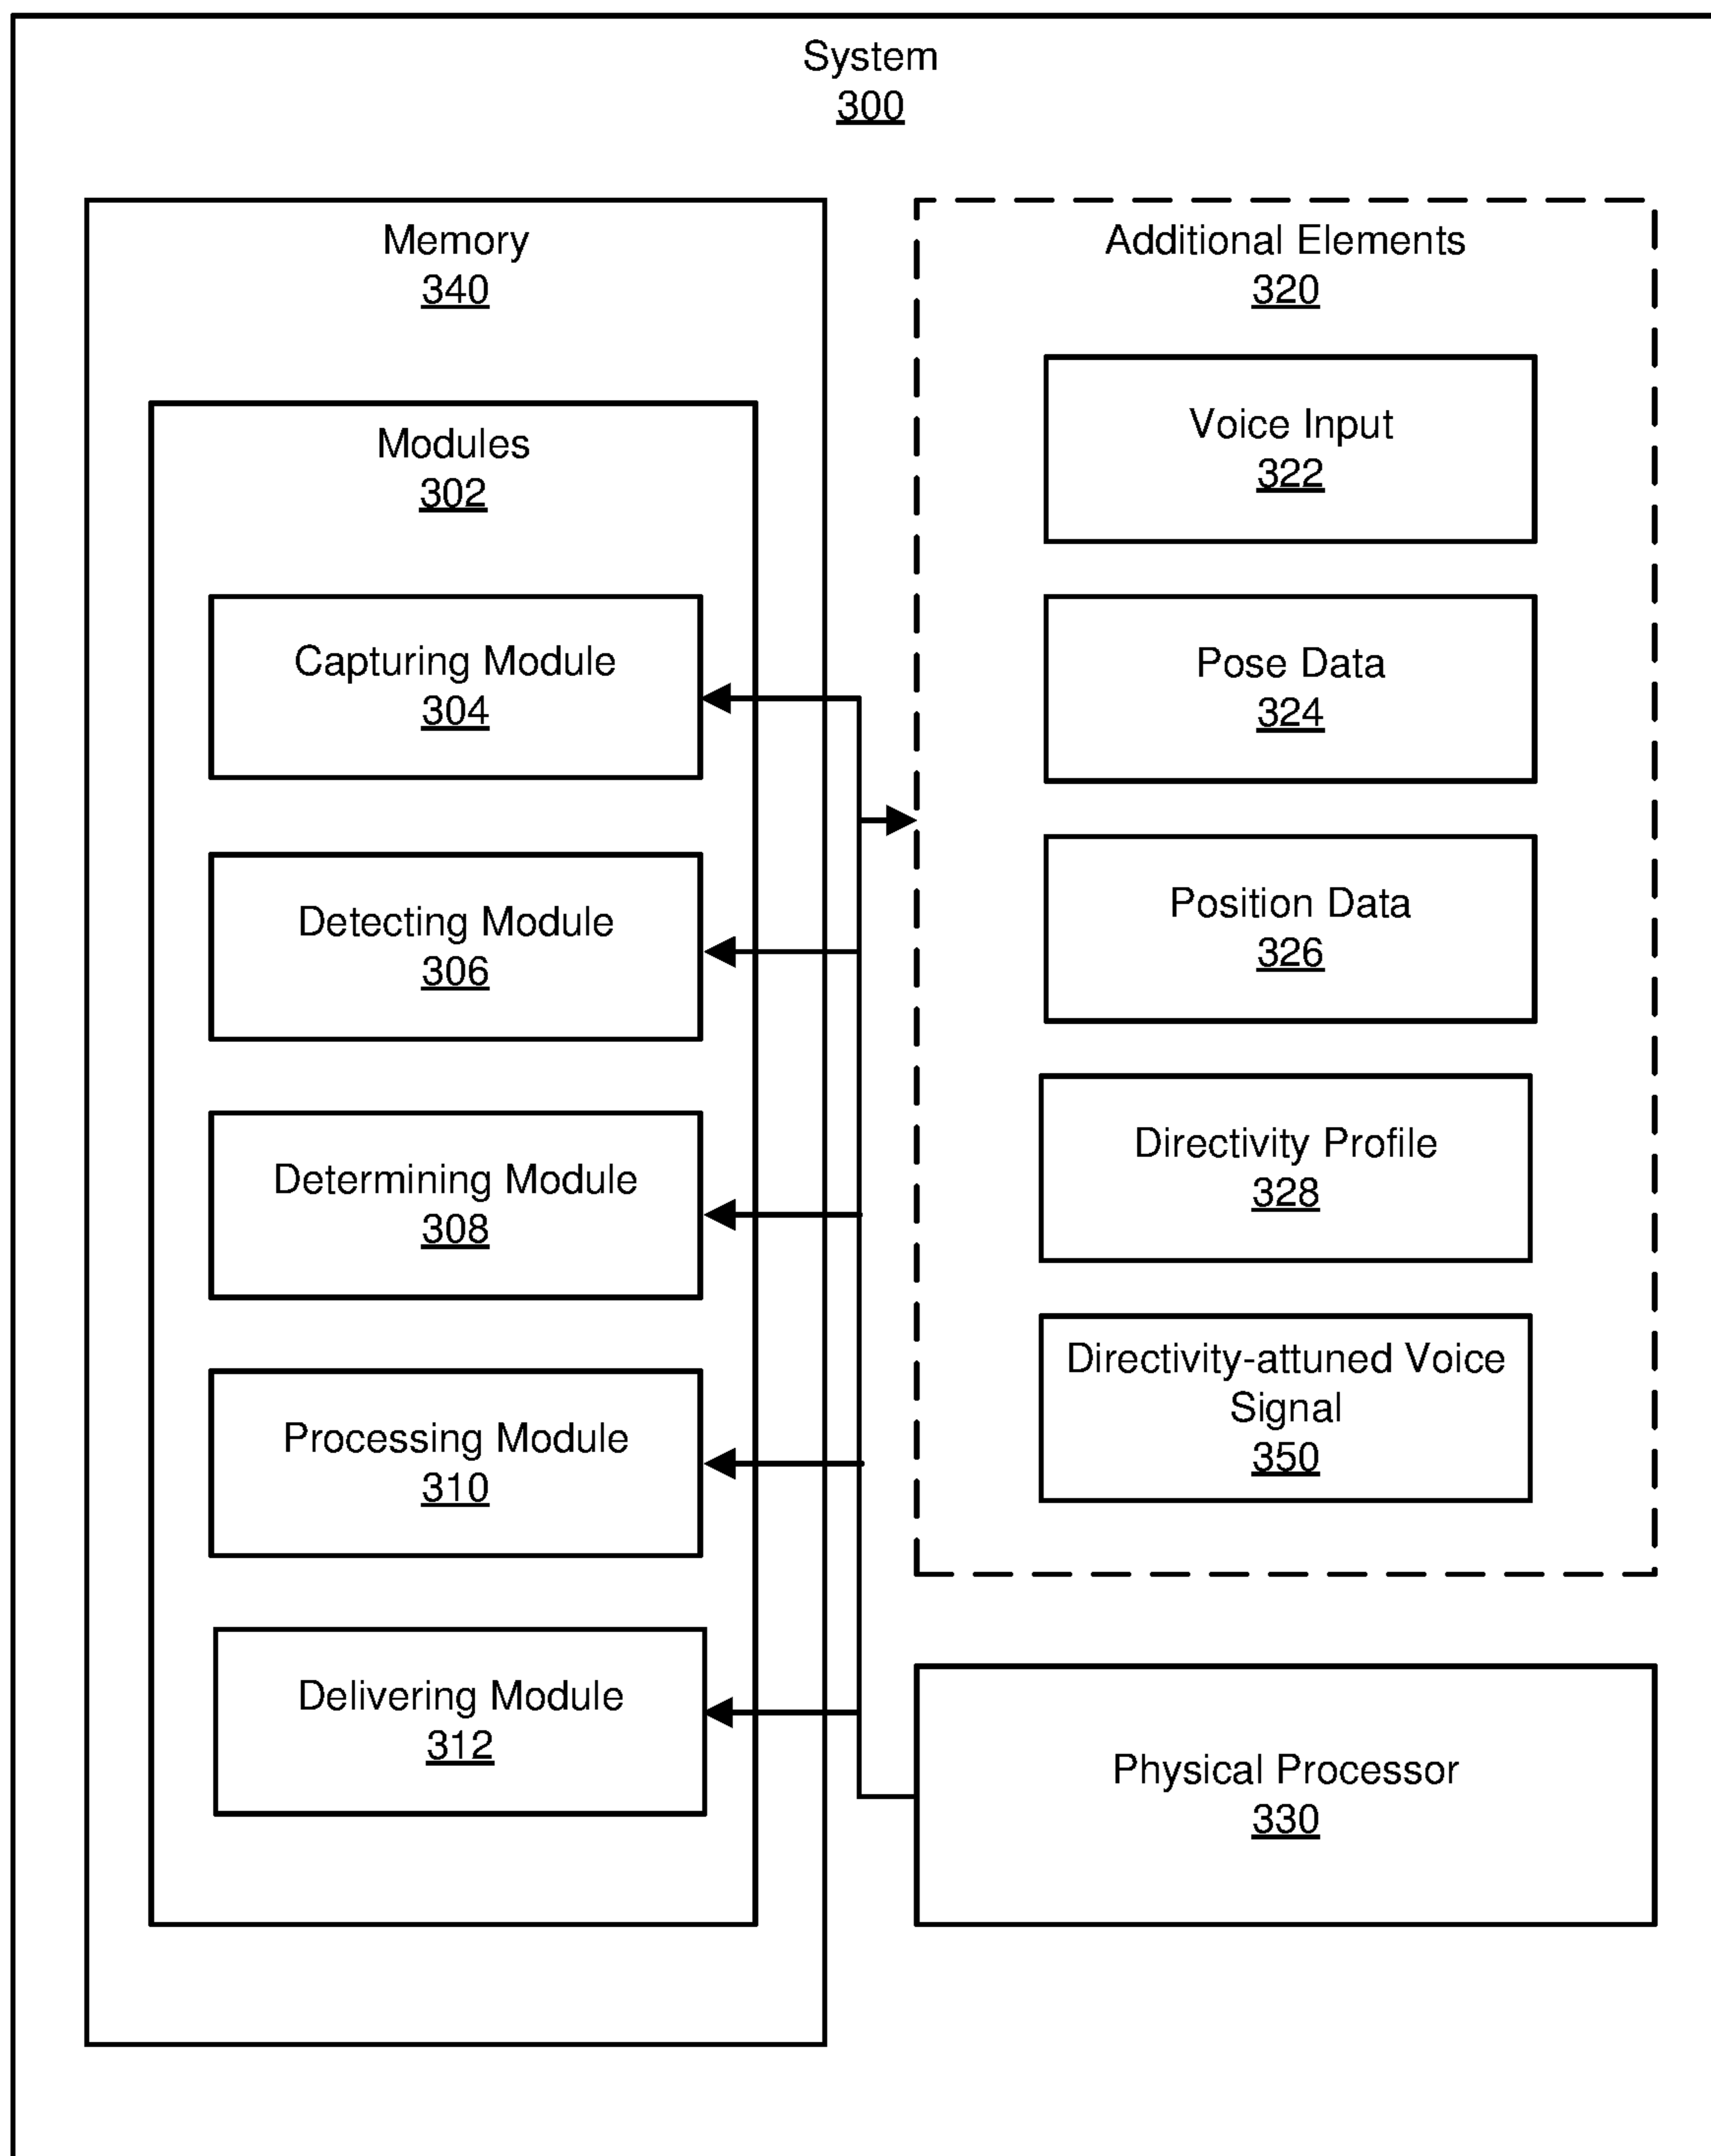 System
300
Memory
340
Modules
302
Capturing Module
304
Detecting Module
306
Determining Module
308
Processing Module
310
Delivering Module
312
Additional Elements
320
Voice Input
322
Pose Data
324
Position Data
326
Directivity Profile
328
Directivity-attuned Voice
Signal
350
Physical Processor
330